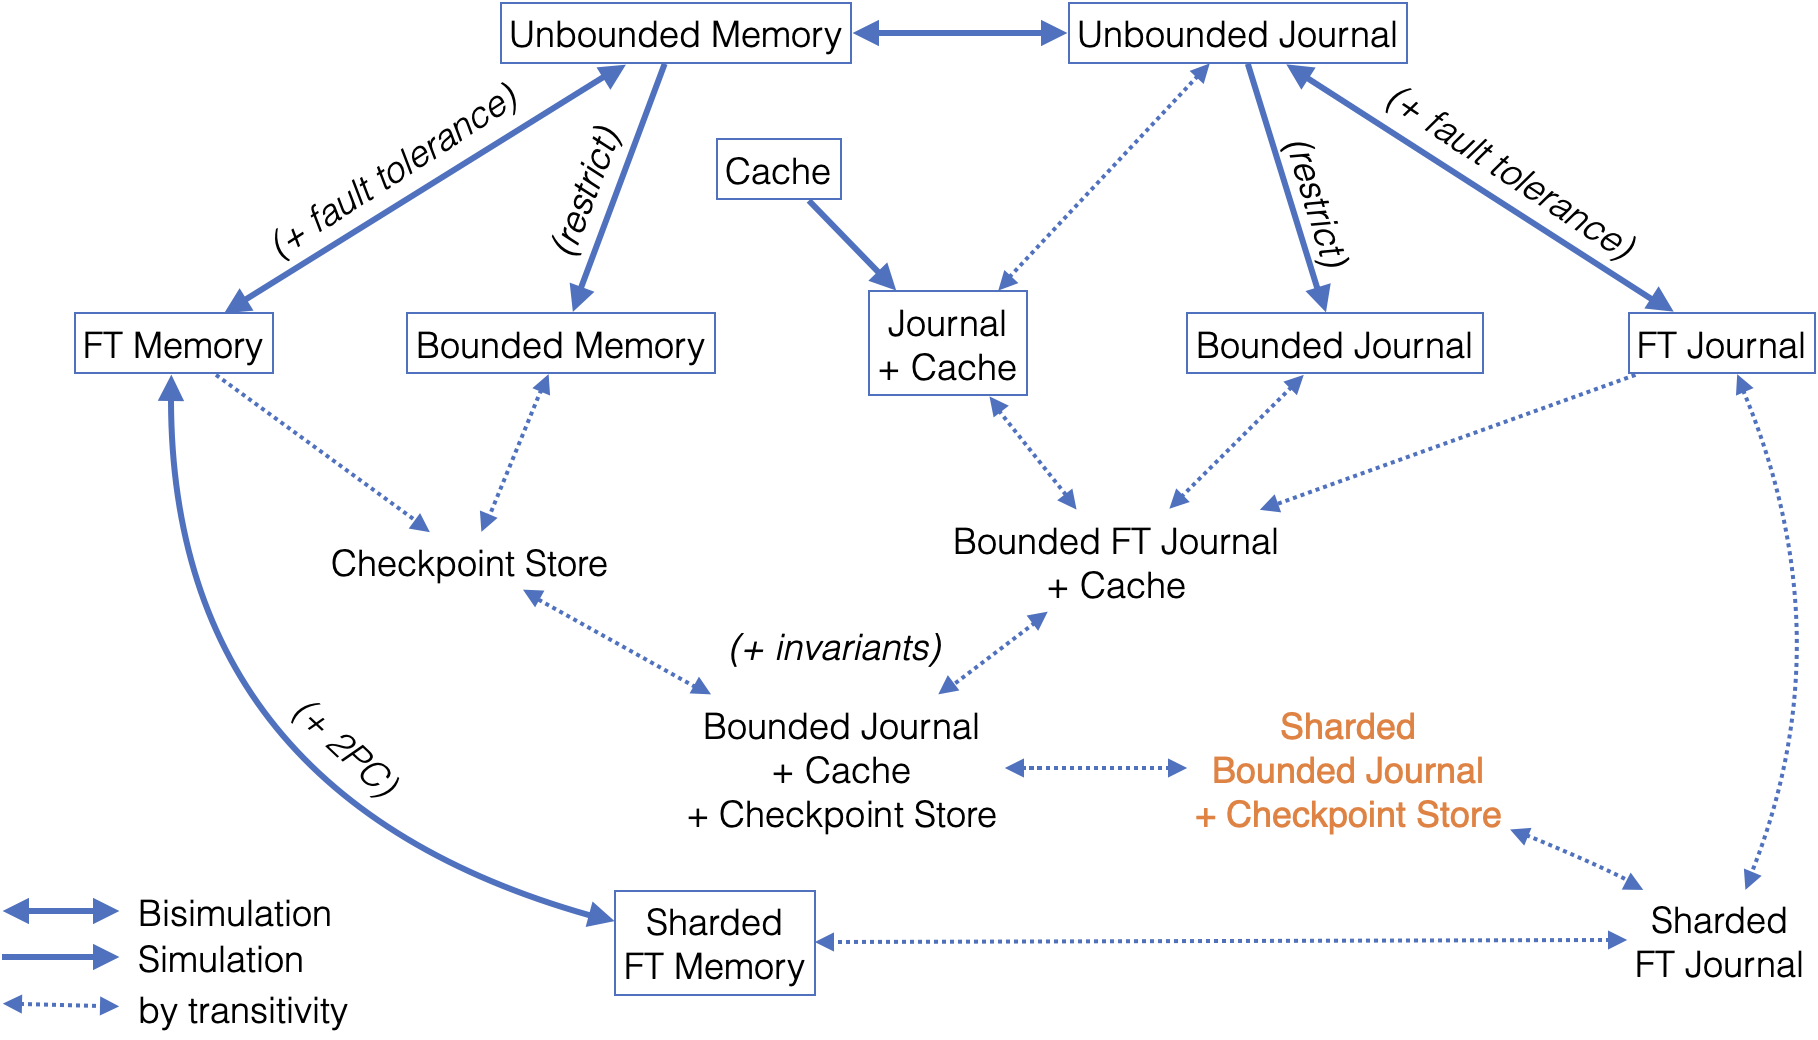 Unbounded Memory
Unbounded Journal
(+ fault tolerance)
(restrict)
Cache
(restrict)
(+ fault tolerance)
FT Memory
Bounded Memory
Journal
+ Cache
Bounded Journal
FT Journal
Checkpoint Store
Bounded FT Journal
+ Cache
(+ invariants)
(+ 2PC)
Bounded Journal
+ Cache
+ Checkpoint Store
Sharded
Bounded Journal
+ Checkpoint Store
Sharded
FT Memory
Sharded
FT Journal
Bisimulation
Simulation
by transitivity